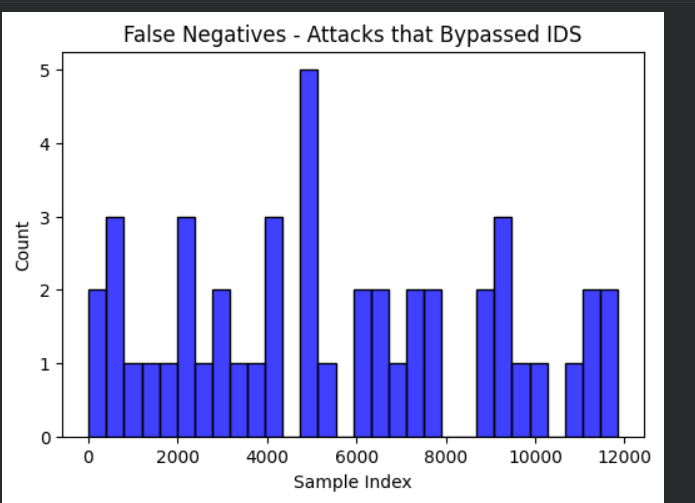 False Negatives - Attacks that Bypassed IDS
5
4
3
2
1
0
Count
0 2000 4000 6000 8000 10000 12000
Sample Index